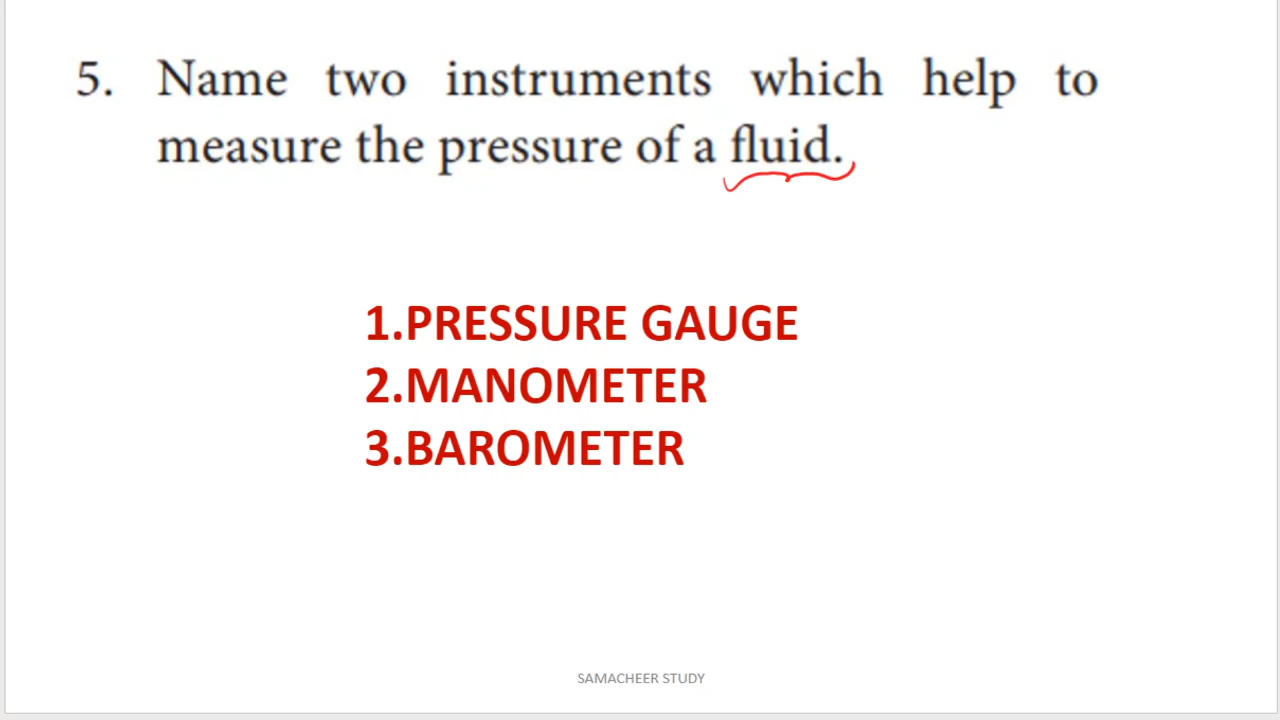 5. Name two instruments which help to
measure the pressure of a fluid.
1.PRESSURE GAUGE
2.MANOMETER
3.BAROMETER
SAMACHEER STUDY